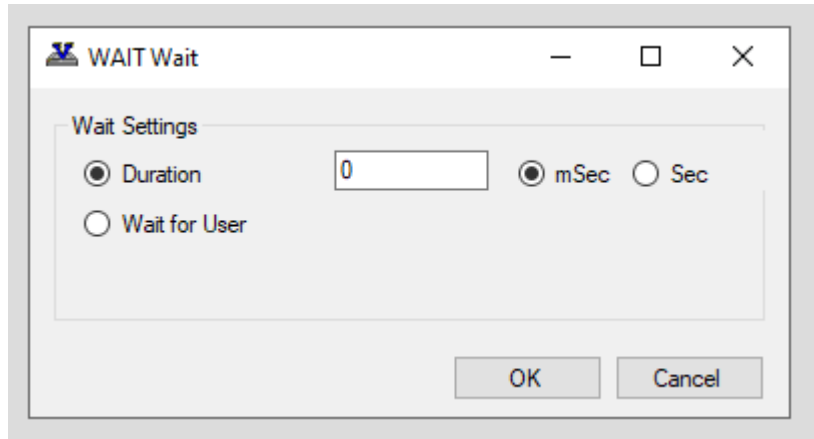 WAIT Wait
Wait Settings
Duration 0 mSec Sec
Wait for User
OK Cancel